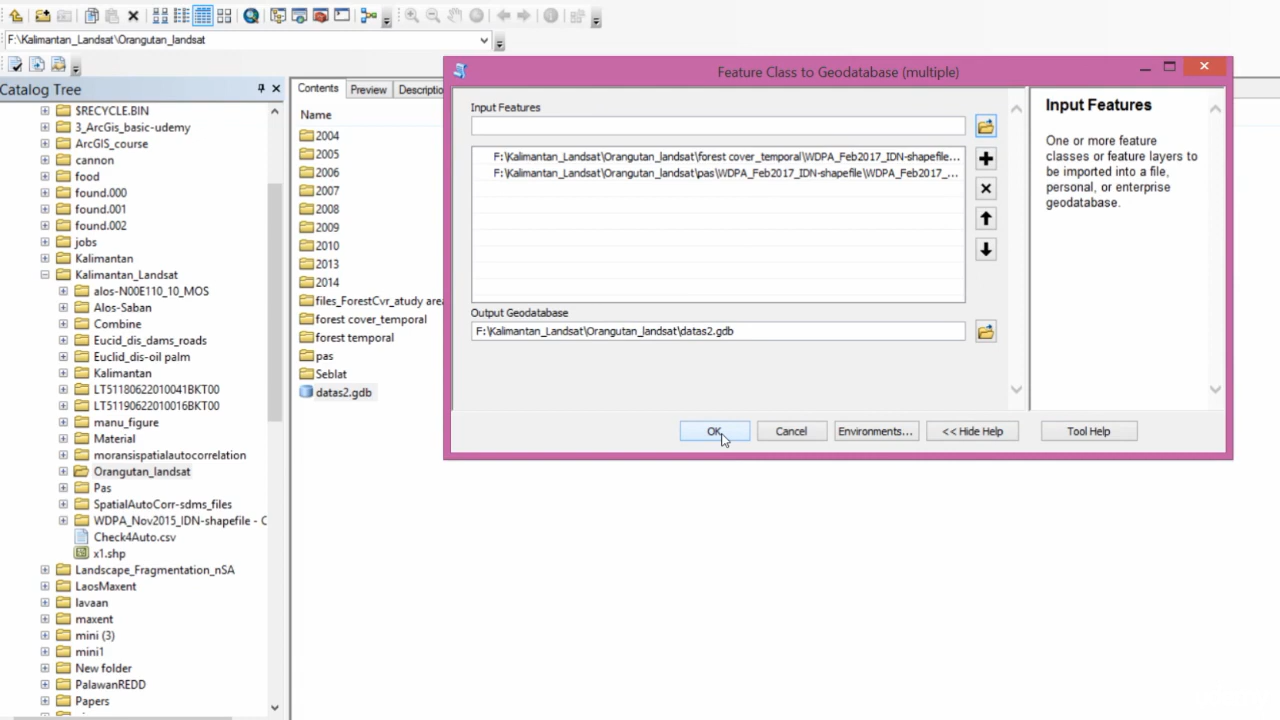 F:\Kalimantan_Landsat\Orangutan_landsat
Catalog Tree
$RECYCLE.BIN
3_ArcGis_basic-udemy
ArcGIS_course
cannon
food
found.000
found.001
found.002
jobs
Kalimantan
Kalimantan_Landsat
alos-N00E110_10_MOS
Alos-Saban
Combine
Eucid_dis_dams_roads
Euclid_dis-oil palm
Kalimantan
LT51180622010041BKT00
LT51190622010016BKT00
manu_figure
Material
moransispatialautocorrelation
Orangutan_landsat
Pas
SpatialAutoCorr-sdms_files
WDPA_Nov2015_IDN-shapefile - C
Check4Auto.csv
x1.shp
Landscape_Fragmentation_nSA
LaosMaxent
lavaan
maxent
mini (3)
mini1
New folder
PalawanREDD
Papers
Contents Preview Descriptio
Name
2004
2005
2006
2007
2008
2009
2010
2013
2014
files_ForestCvr_atudy area
forest cover_temporal
forest temporal
pas
Seblat
datas2.gdb
Feature Class to Geodatabase (multiple)
Input Features
F:\Kalimantan_Landsat\Orangutan_landsat\forest cover_temporal\WDPA_Feb2017_IDN-shapefile...
F:\Kalimantan_Landsat\Orangutan_landsat\pas\WDPA_Feb2017_IDN-shapefile\WDPA_Feb2017_...
Output Geodatabase
F:\Kalimantan_Landsat\Orangutan_landsat\datas2.gdb
OK Cancel Environments... << Hide Help Tool Help
Input Features
One or more feature
classes or feature layers to
be imported into a file,
personal, or enterprise
geodatabase.